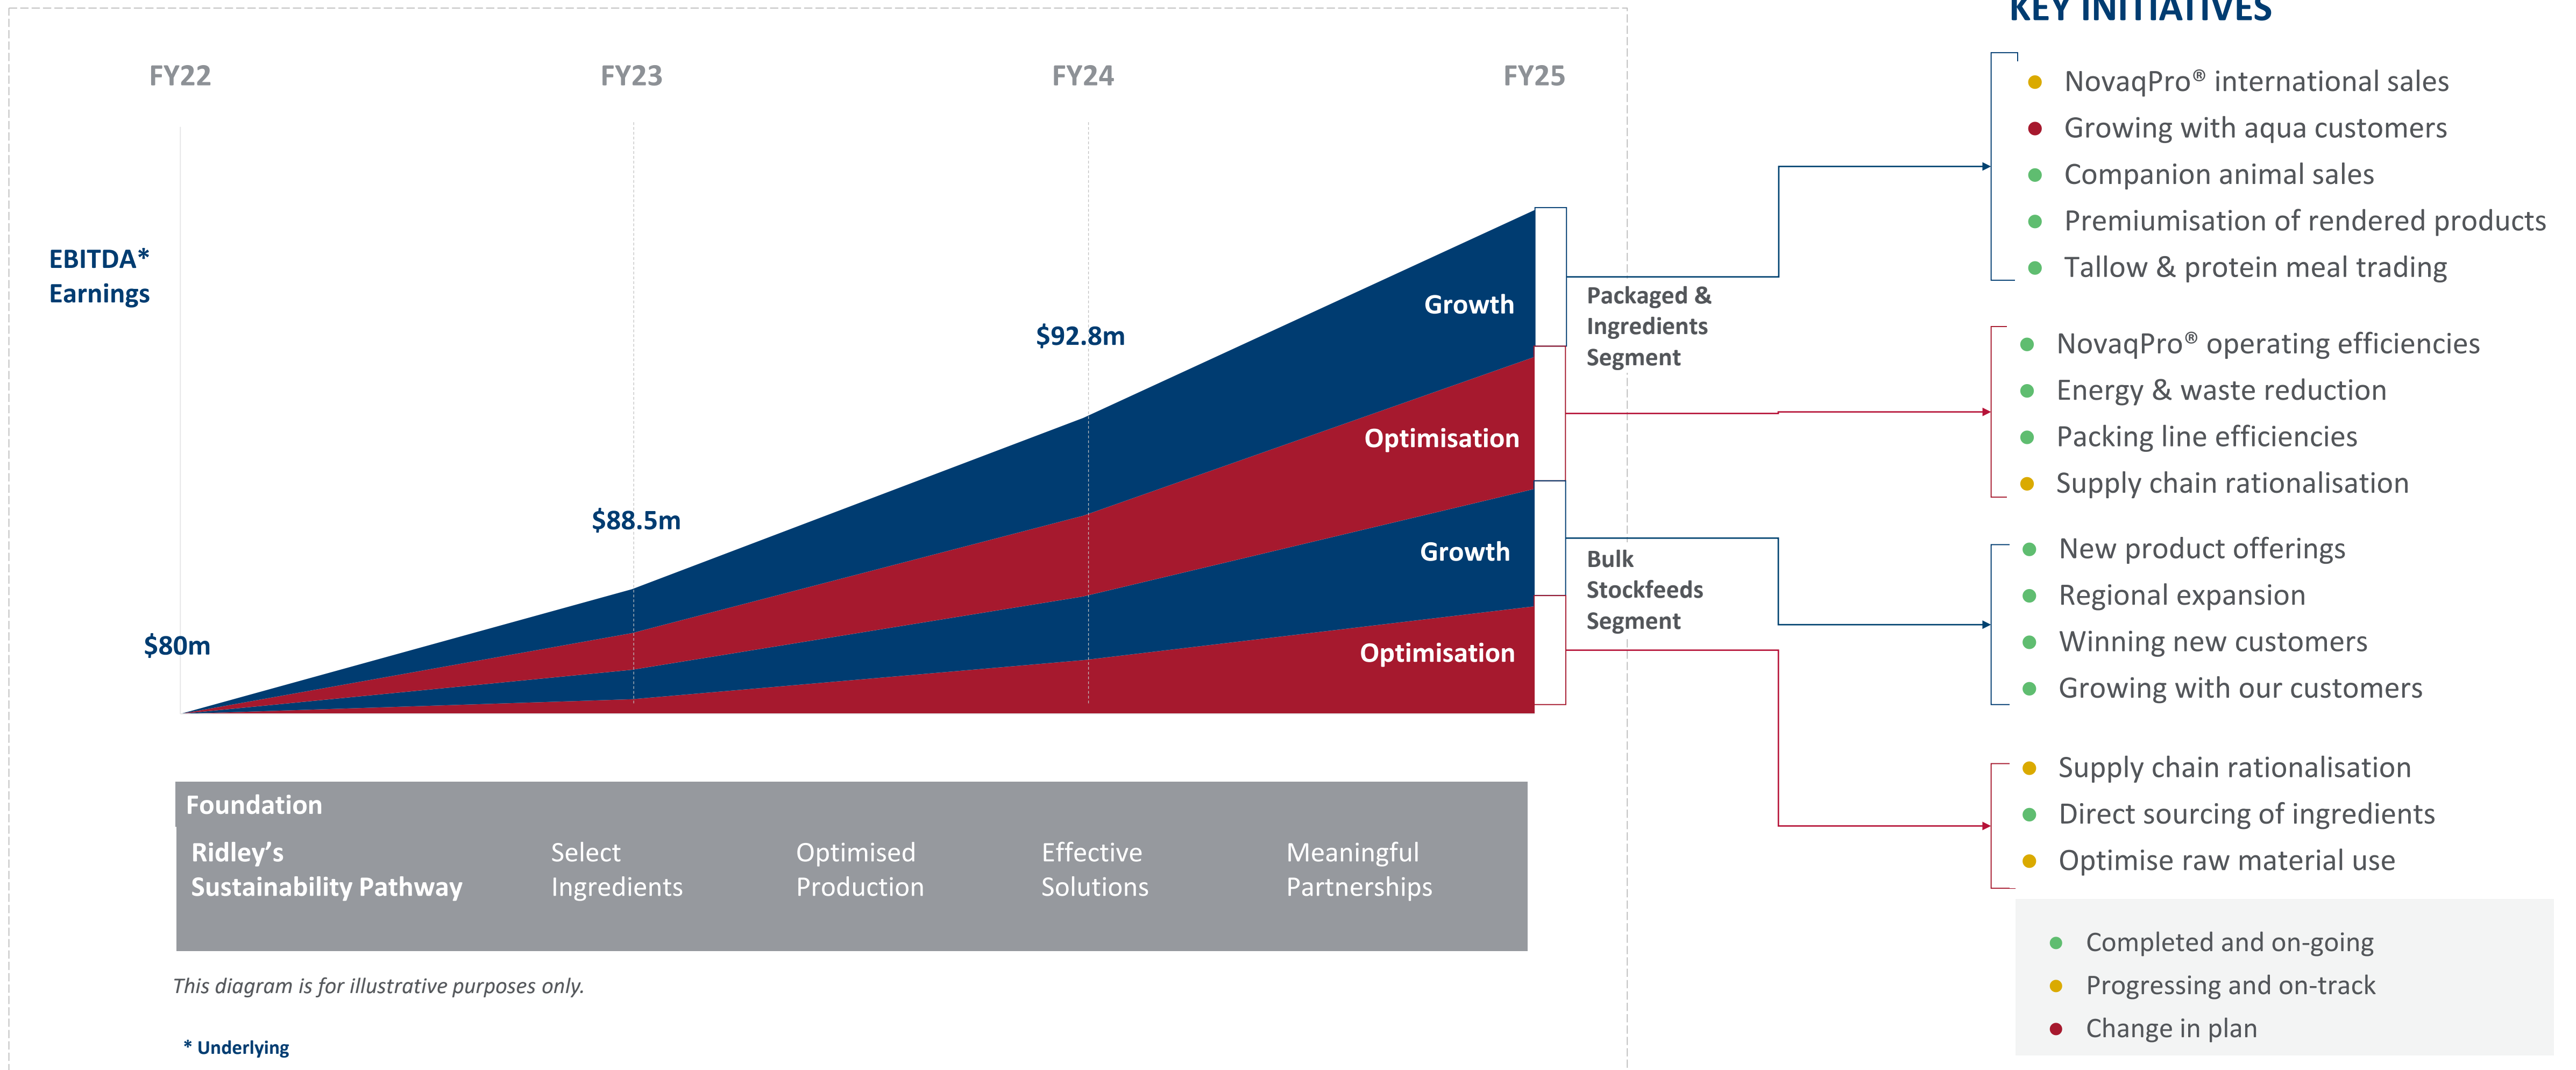 KEY INITIATIVES
FY22
FY23
FY24
FY25
EBITDA*
Earnings
$80m
$88.5m
$92.8m
Growth
Optimisation
Growth
Optimisation
Packaged &
Ingredients
Segment
Bulk
Stockfeeds
Segment
NovaqPro® international sales
Growing with aqua customers
Companion animal sales
Premiumisation of rendered products
Tallow & protein meal trading
NovaqPro® operating efficiencies
Energy & waste reduction
Packing line efficiencies
Supply chain rationalisation
New product offerings
Regional expansion
Winning new customers
Growing with our customers
Supply chain rationalisation
Direct sourcing of ingredients
Optimise raw material use
Completed and on-going
Progressing and on-track
Change in plan
Foundation
Ridley’s
Sustainability Pathway
Select
Ingredients
Optimised
Production
Effective
Solutions
Meaningful
Partnerships
This diagram is for illustrative purposes only.
* Underlying